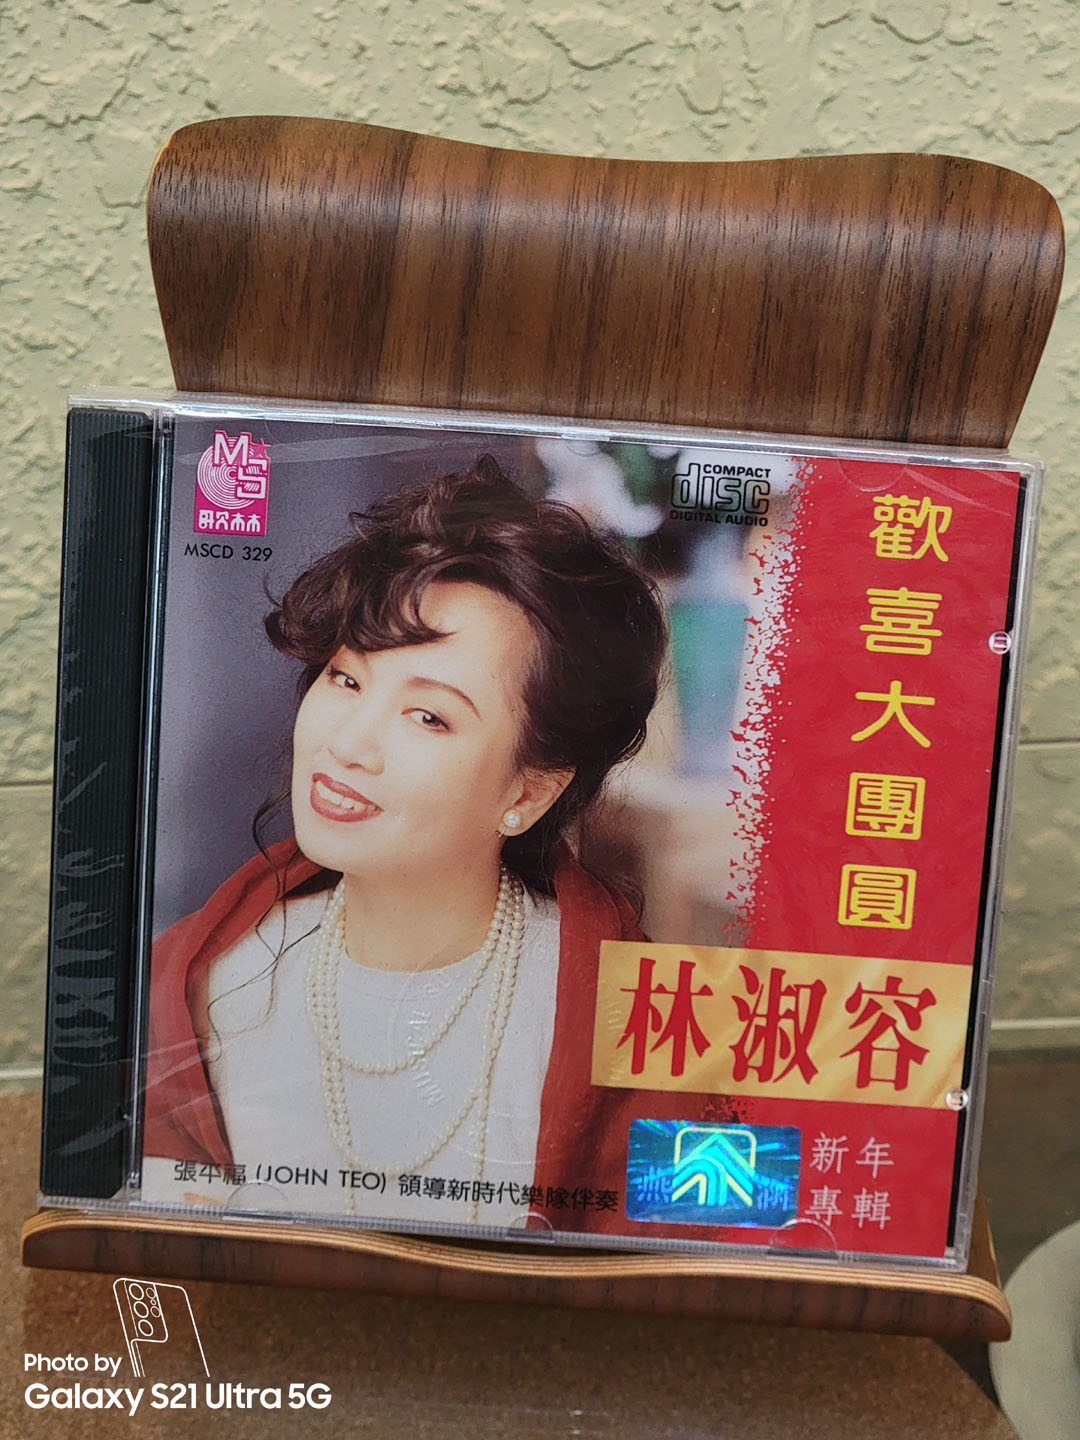 MSC
MSCD 329
COMPACT
disc
DIGITAL AUDIO
歡喜大團圓
林淑容
新年
專輯
張平福 (JOHN TEO) 領導新時代樂隊伴奏
Photo by
Galaxy S21 Ultra 5G